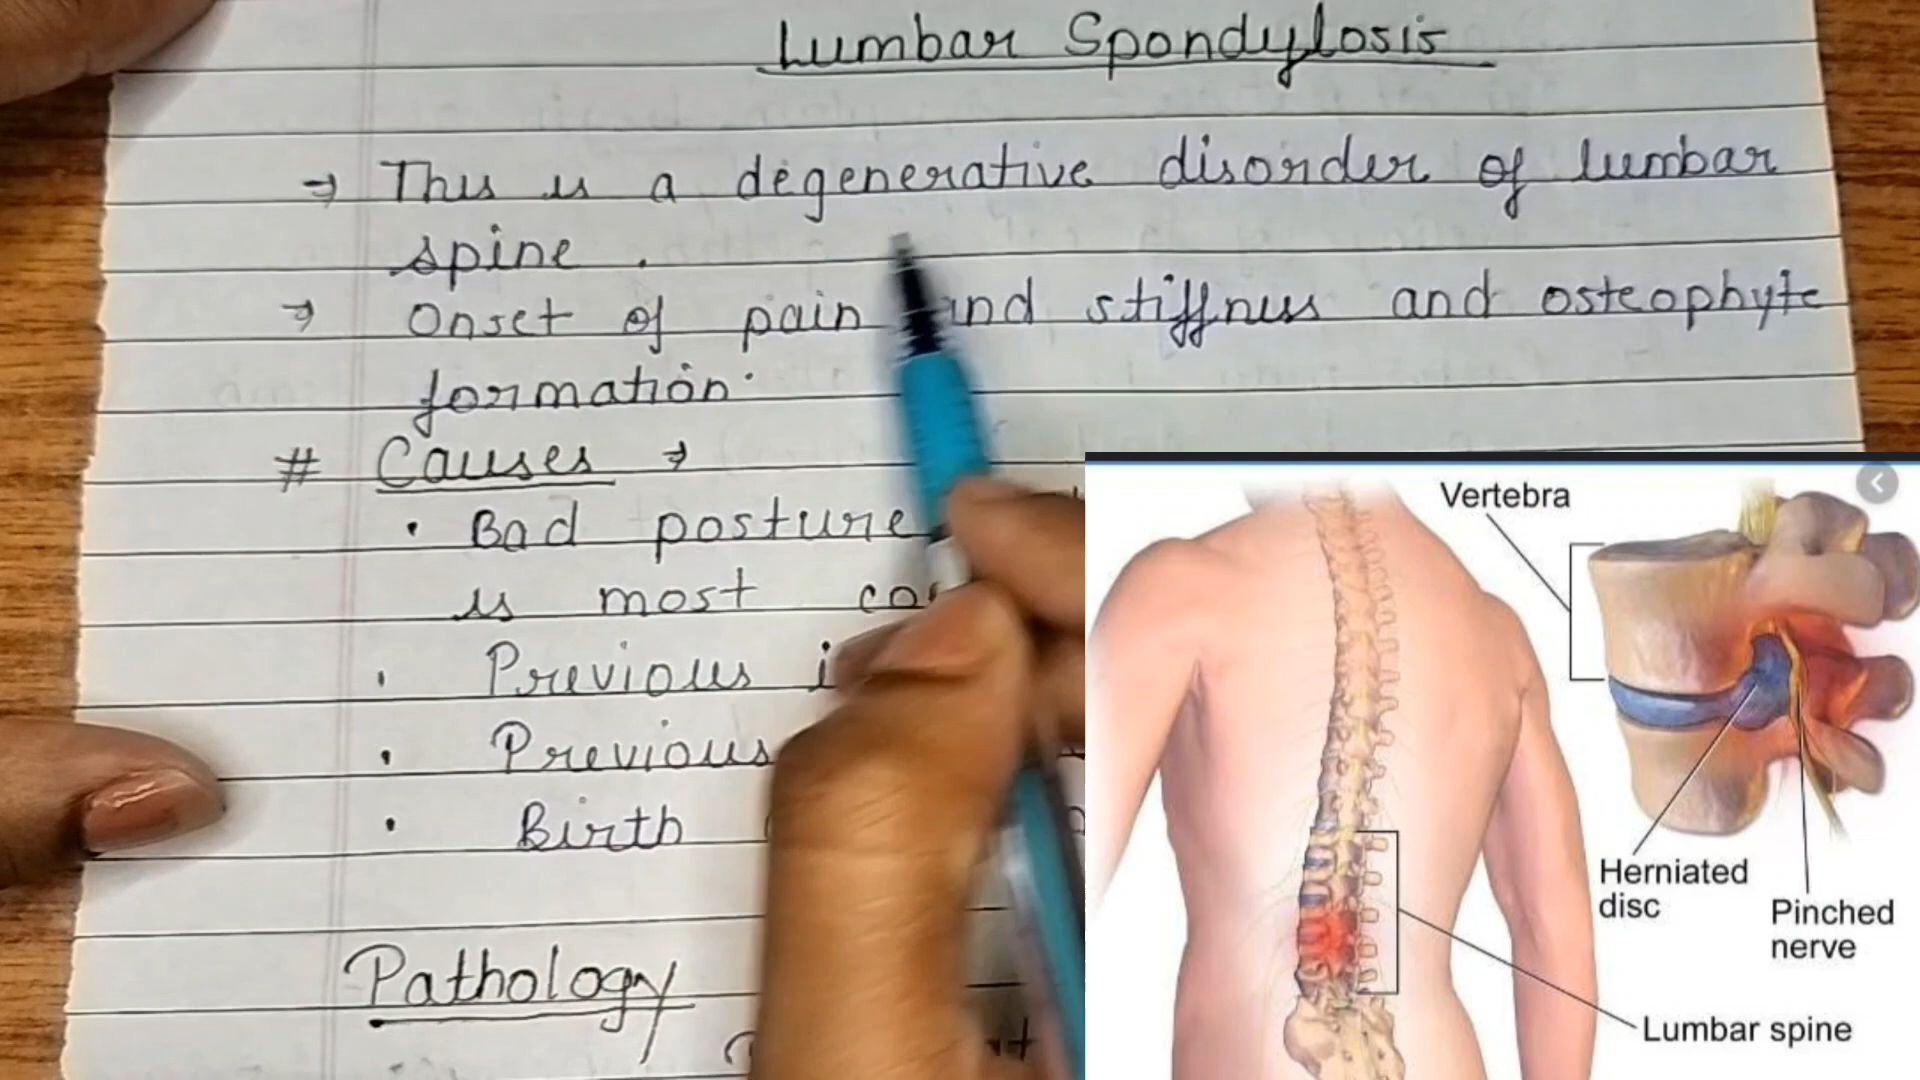 Lumbar Spondylosis
→ This is a degenerative disorder of lumbar
spine.
→ Onset of pain and stiffness and osteophyte
formation.
# Causes →
• Bad posture
is most
• Previous
• Previous
• Birth
Pathology
Vertebra
Herniated
disc
Pinched
nerve
Lumbar spine